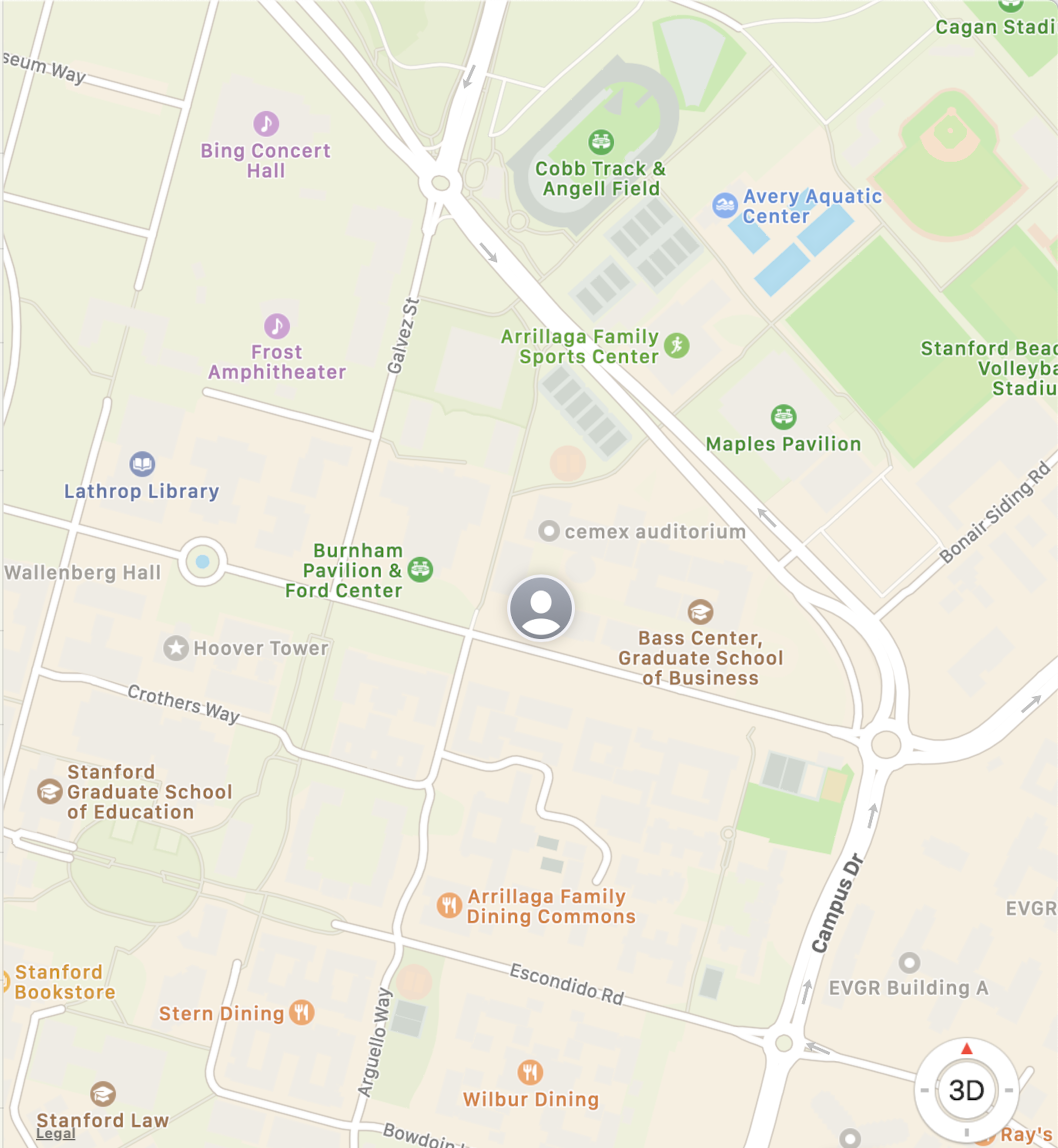 Cagan Stadi
seum Way
Bing Concert
Hall
Cobb Track &
Angell Field
Avery Aquatic
Center
Galvez St
Arrillaga Family
Sports Center
Frost
Amphitheater
Stanford Beac
Volleyba
Stadiu
Maples Pavilion
Lathrop Library
Bonair Siding Rd
cemex auditorium
Burnham
Pavilion &
Ford Center
Wallenberg Hall
Bass Center,
Graduate School
of Business
Hoover Tower
Crothers Way
Stanford
Graduate School
of Education
Campus Dr
Arrillaga Family
Dining Commons
EVGR
Stanford
Bookstore
Escondido Rd
EVGR Building A
Stern Dining
Arguello Way
3D
Wilbur Dining
Stanford Law
Legal
Bowdoin
Ray's